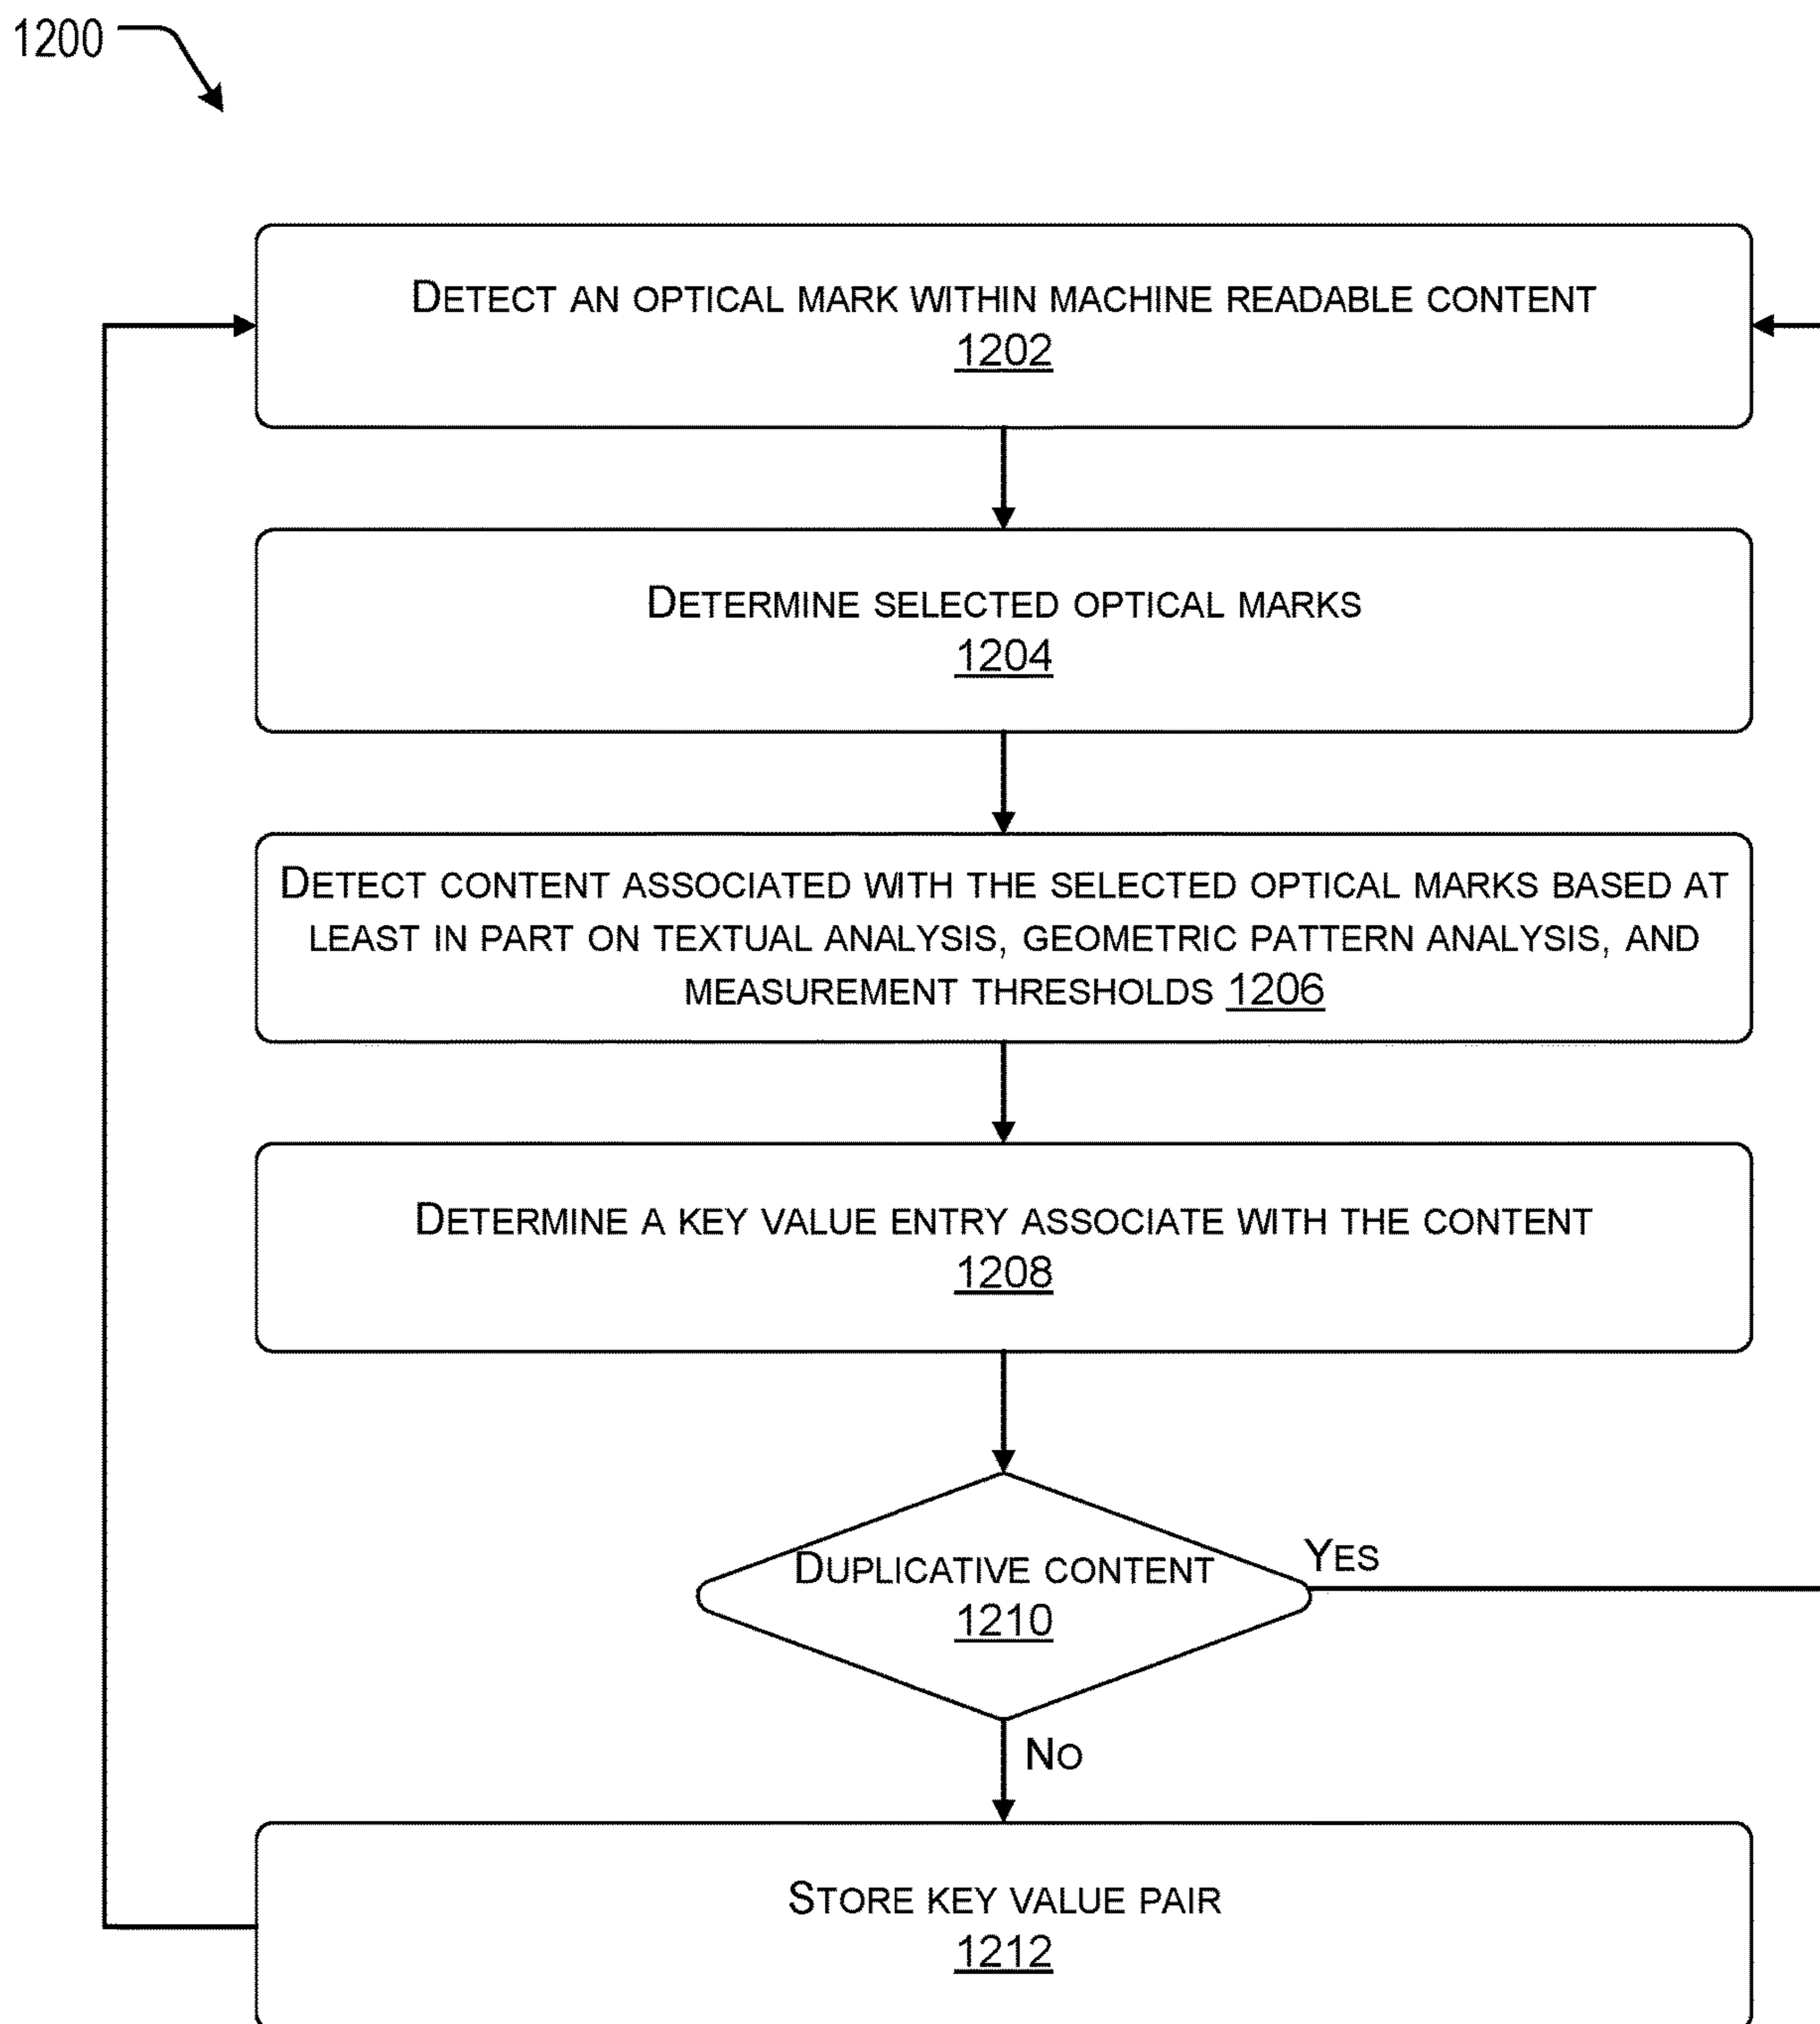 1200
DETECT AN OPTICAL MARK WITHIN MACHINE READABLE CONTENT
1202
DETERMINE SELECTED OPTICAL MARKS
1204
DETECT CONTENT ASSOCIATED WITH THE SELECTED OPTICAL MARKS BASED AT
LEAST IN PART ON TEXTUAL ANALYSIS, GEOMETRIC PATTERN ANALYSIS, AND
MEASUREMENT THRESHOLDS 1206
DETERMINE A KEY VALUE ENTRY ASSOCIATE WITH THE CONTENT
1208
DUPLICATIVE CONTENT
1210
YES
NO
STORE KEY VALUE PAIR
1212